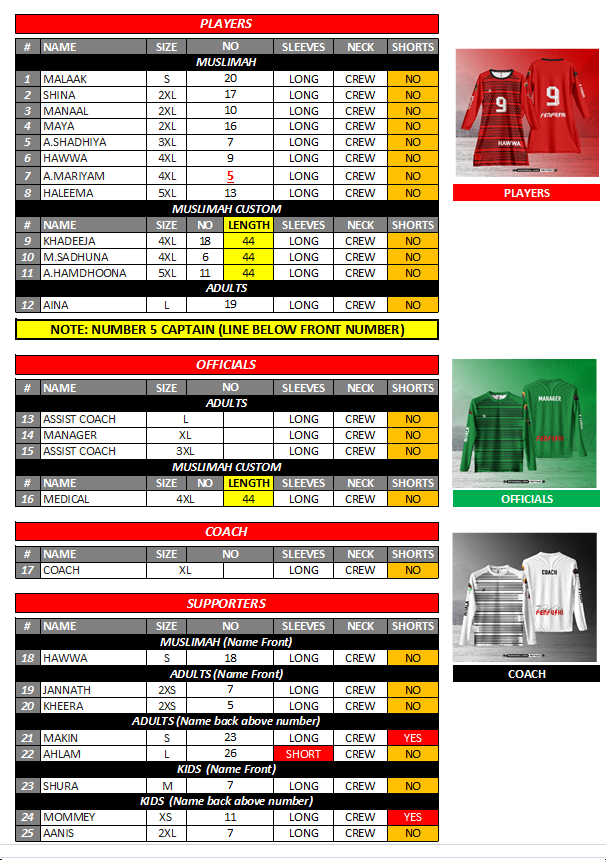 PLAYERS
# NAME SIZE NO SLEEVES NECK SHORTS
MUSLIMAH
1 MALAAK S 20 LONG CREW NO
2 SHINA 2XL 17 LONG CREW NO
3 MANAAL 2XL 10 LONG CREW NO
4 MAYA 2XL 16 LONG CREW NO
5 A.SHADHIYA 3XL 7 LONG CREW NO
6 HAWWA 4XL 9 LONG CREW NO
7 A.MARIYAM 4XL 5 LONG CREW NO
8 HALEEMA 5XL 13 LONG CREW NO
MUSLIMAH CUSTOM
# NAME SIZE NO LENGTH SLEEVES NECK SHORTS
9 KHADEEJA 4XL 18 44 LONG CREW NO
10 M.SADHUNA 4XL 6 44 LONG CREW NO
11 A.HAMDHOONA 5XL 11 44 LONG CREW NO
ADULTS
12 AINA L 19 LONG CREW NO
NOTE: NUMBER 5 CAPTAIN (LINE BELOW FRONT NUMBER)
9
9
HAWWA
PLAYERS
OFFICIALS
# NAME SIZE NO SLEEVES NECK SHORTS
ADULTS
13 ASSIST COACH L LONG CREW NO
14 MANAGER XL LONG CREW NO
15 ASSIST COACH 3XL LONG CREW NO
MUSLIMAH CUSTOM
# NAME SIZE NO LENGTH SLEEVES NECK SHORTS
16 MEDICAL 4XL 44 LONG CREW NO
MANAGER
OFFICIALS
COACH
# NAME SIZE NO SLEEVES NECK SHORTS
17 COACH XL LONG CREW NO
COACH
COACH
SUPPORTERS
# NAME SIZE NO SLEEVES NECK SHORTS
MUSLIMAH (Name Front)
18 HAWWA S 18 LONG CREW NO
ADULTS (Name Front)
19 JANNATH 2XS 7 LONG CREW NO
20 KHEERA 2XS 5 LONG CREW NO
ADULTS (Name back above number)
21 MAKIN S 23 LONG CREW YES
22 AHLAM L 26 SHORT CREW NO
KIDS (Name Front)
23 SHURA M 7 LONG CREW NO
KIDS (Name back above number)
24 MOMMEY XS 11 LONG CREW YES
25 AANIS 2XL 7 LONG CREW NO